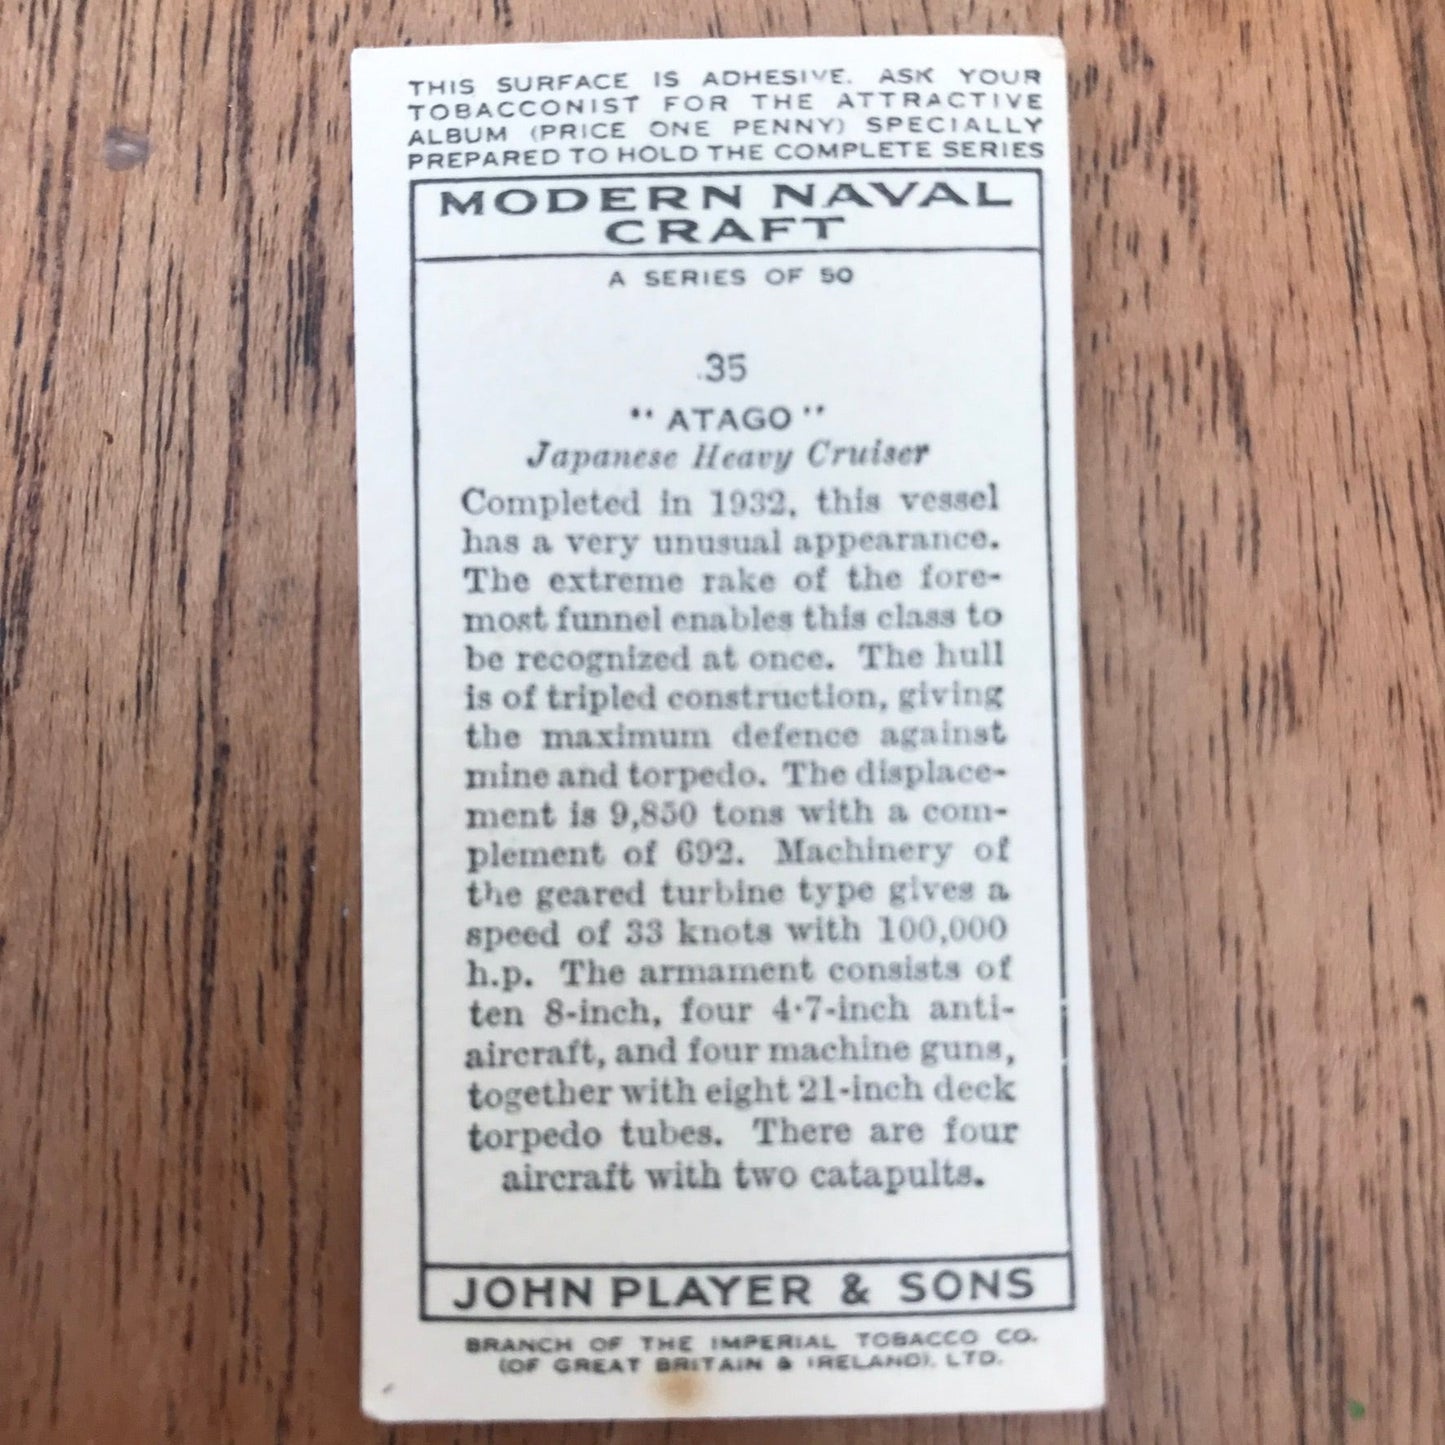 THIS SURFACE IS ADHESIVE. ASK YOUR
TOBACCONIST FOR THE ATTRACTIVE
ALBUM (PRICE ONE PENNY) SPECIALLY
PREPARED TO HOLD THE COMPLETE SERIES
MODERN NAVAL
CRAFT
A SERIES OF 50
35
"ATAGO"
Japanese Heavy Cruiser
Completed in 1932, this vessel
has a very unusual appearance.
The extreme rake of the fore-
most funnel enables this class to
be recognized at once. The hull
is of tripled construction, giving
the maximum defence against
mine and torpedo. The displace-
ment is 9,850 tons with a com-
plement of 692. Machinery of
the geared turbine type gives a
speed of 33 knots with 100,000
h.p. The armament consists of
ten 8-inch, four 4·7-inch anti-
aircraft, and four machine guns,
together with eight 21-inch deck
torpedo tubes. There are four
aircraft with two catapults.
JOHN PLAYER & SONS
BRANCH OF THE IMPERIAL TOBACCO CO.
(OF GREAT BRITAIN & IRELAND), LTD.